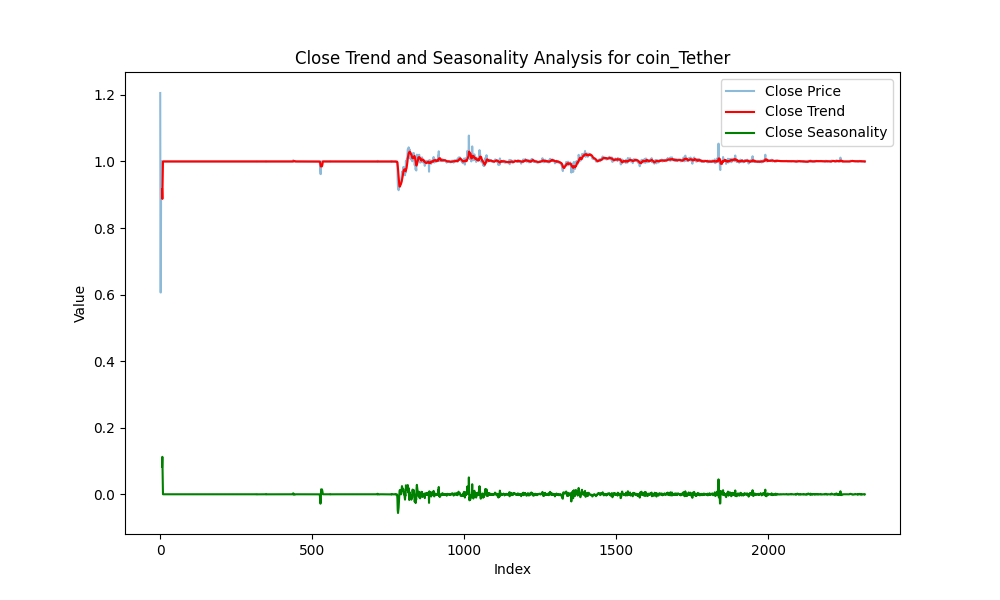 Close Trend and Seasonality Analysis for coin_Tether
Close Price
Close Trend
Close Seasonality
1.2
1.0
0.8
0.6
0.4
0.2
0.0
Value
0
500
1000
1500
2000
Index